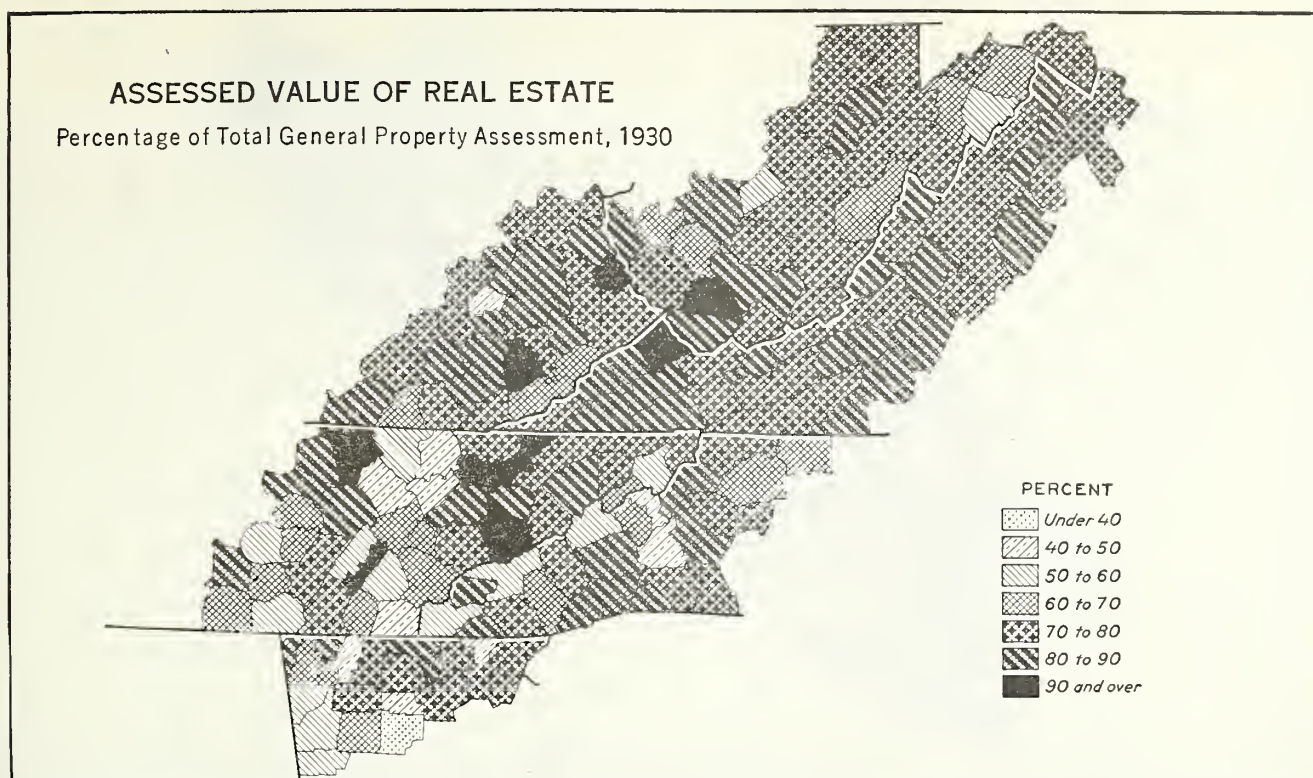 ASSESSED VALUE OF REAL ESTATE
Percentage of Total General Property Assessment, 1930
PERCENT
Under 40
40 to 50
50 to 60
60 to 70
70 to 80
80 to 90
90 and over